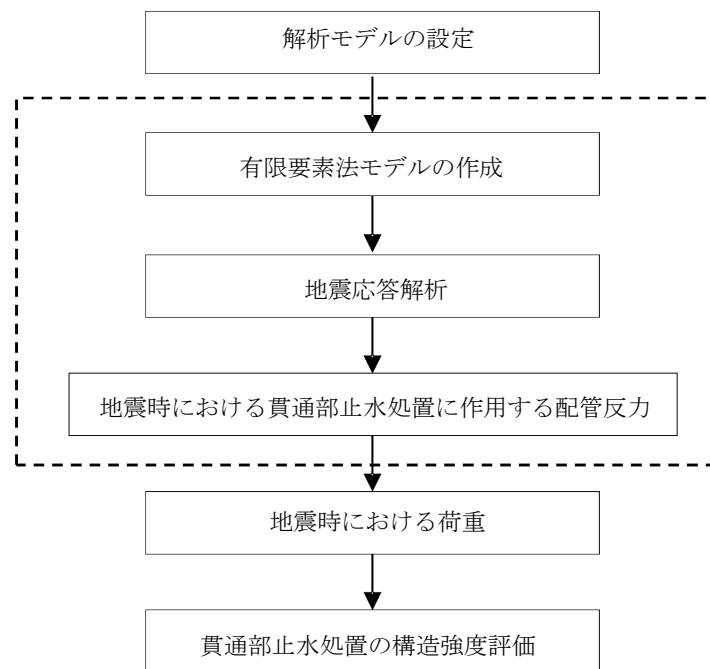 解析モデルの設定
有限要素法モデルの作成
地震応答解析
地震時における貫通部止水処置に作用する配管反力
地震時における荷重
貫通部止水処置の構造強度評価